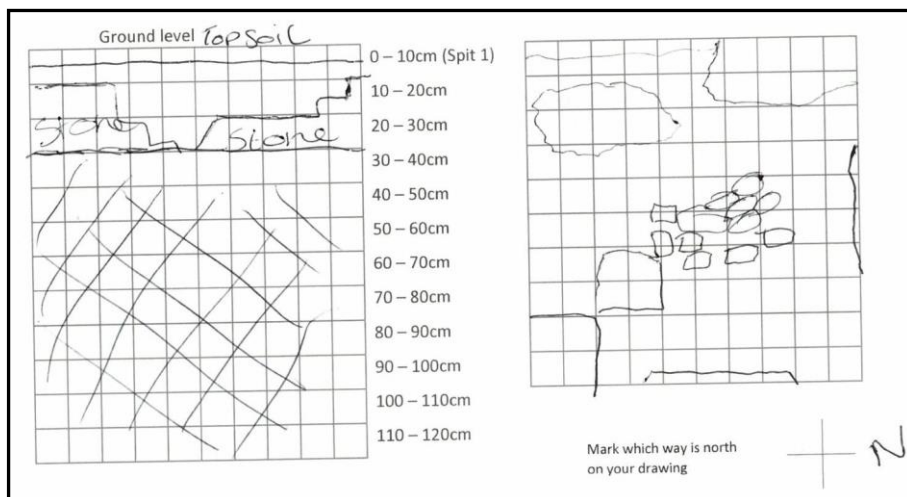 Ground level Topsoil
0 – 10cm (Spit 1)
10 – 20cm
20 – 30cm
Stone
Stone
30 – 40cm
40 – 50cm
50 – 60cm
60 – 70cm
70 – 80cm
80 – 90cm
90 – 100cm
100 – 110cm
110 – 120cm
Mark which way is north
on your drawing
N